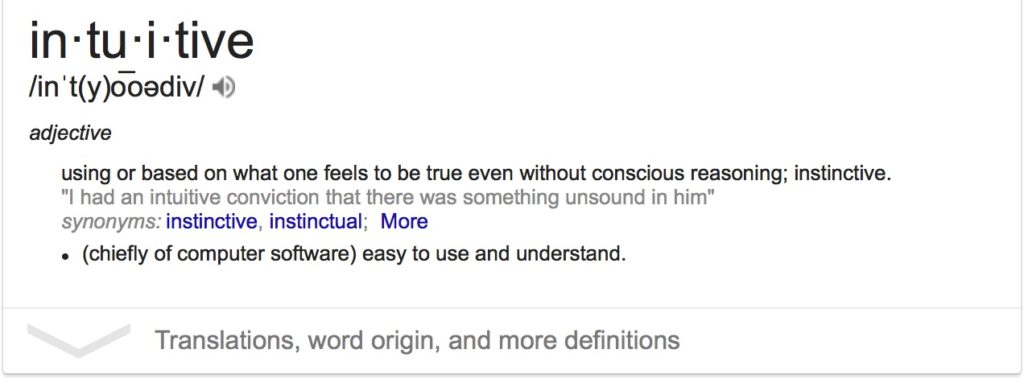 in·tu·i·tive
/inˈt(y)o͞oədiv/
adjective
using or based on what one feels to be true even without conscious reasoning; instinctive.
"I had an intuitive conviction that there was something unsound in him"
synonyms: instinctive, instinctual; More
• (chiefly of computer software) easy to use and understand.
Translations, word origin, and more definitions